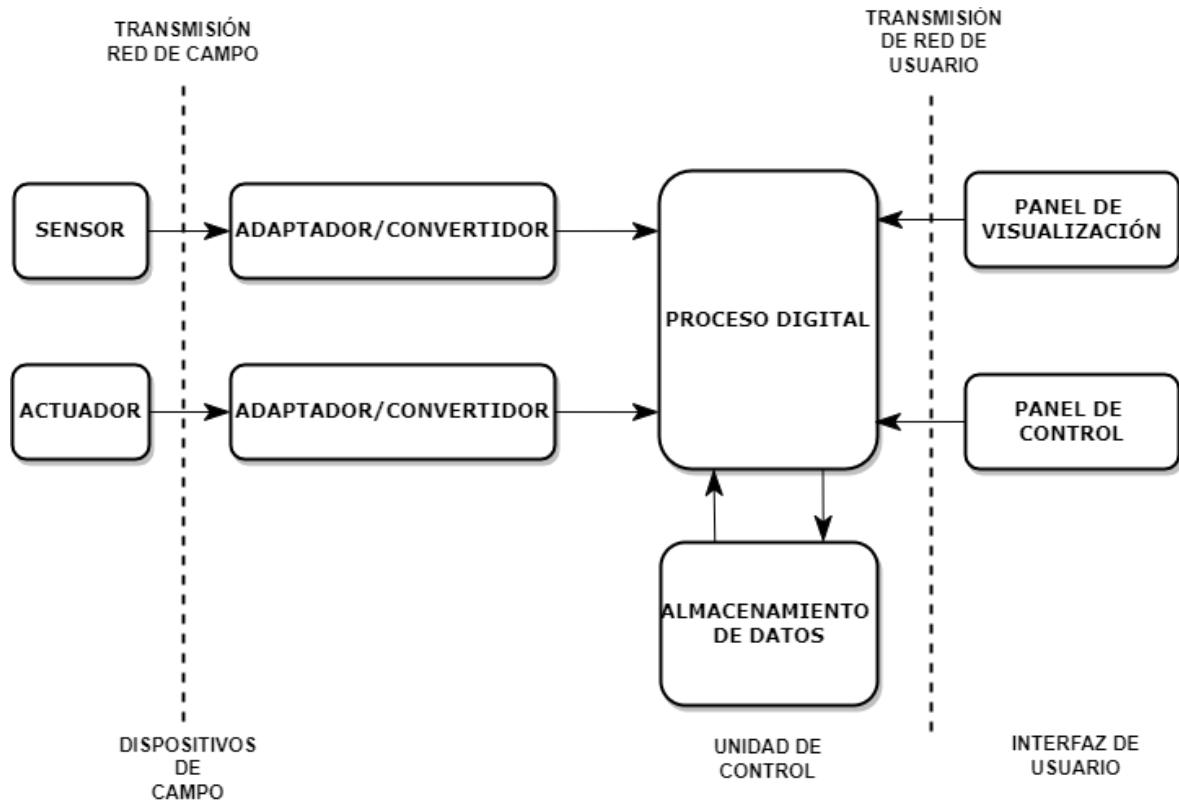 TRANSMISIÓN
RED DE CAMPO
TRANSMISIÓN
DE RED DE
USUARIO
SENSOR
ADAPTADOR/CONVERTIDOR
PROCESO DIGITAL
PANEL DE
VISUALIZACIÓN
ACTUADOR
ADAPTADOR/CONVERTIDOR
PANEL DE
CONTROL
ALMACENAMIENTO
DE DATOS
DISPOSITIVOS
DE
CAMPO
UNIDAD DE
CONTROL
INTERFAZ DE
USUARIO